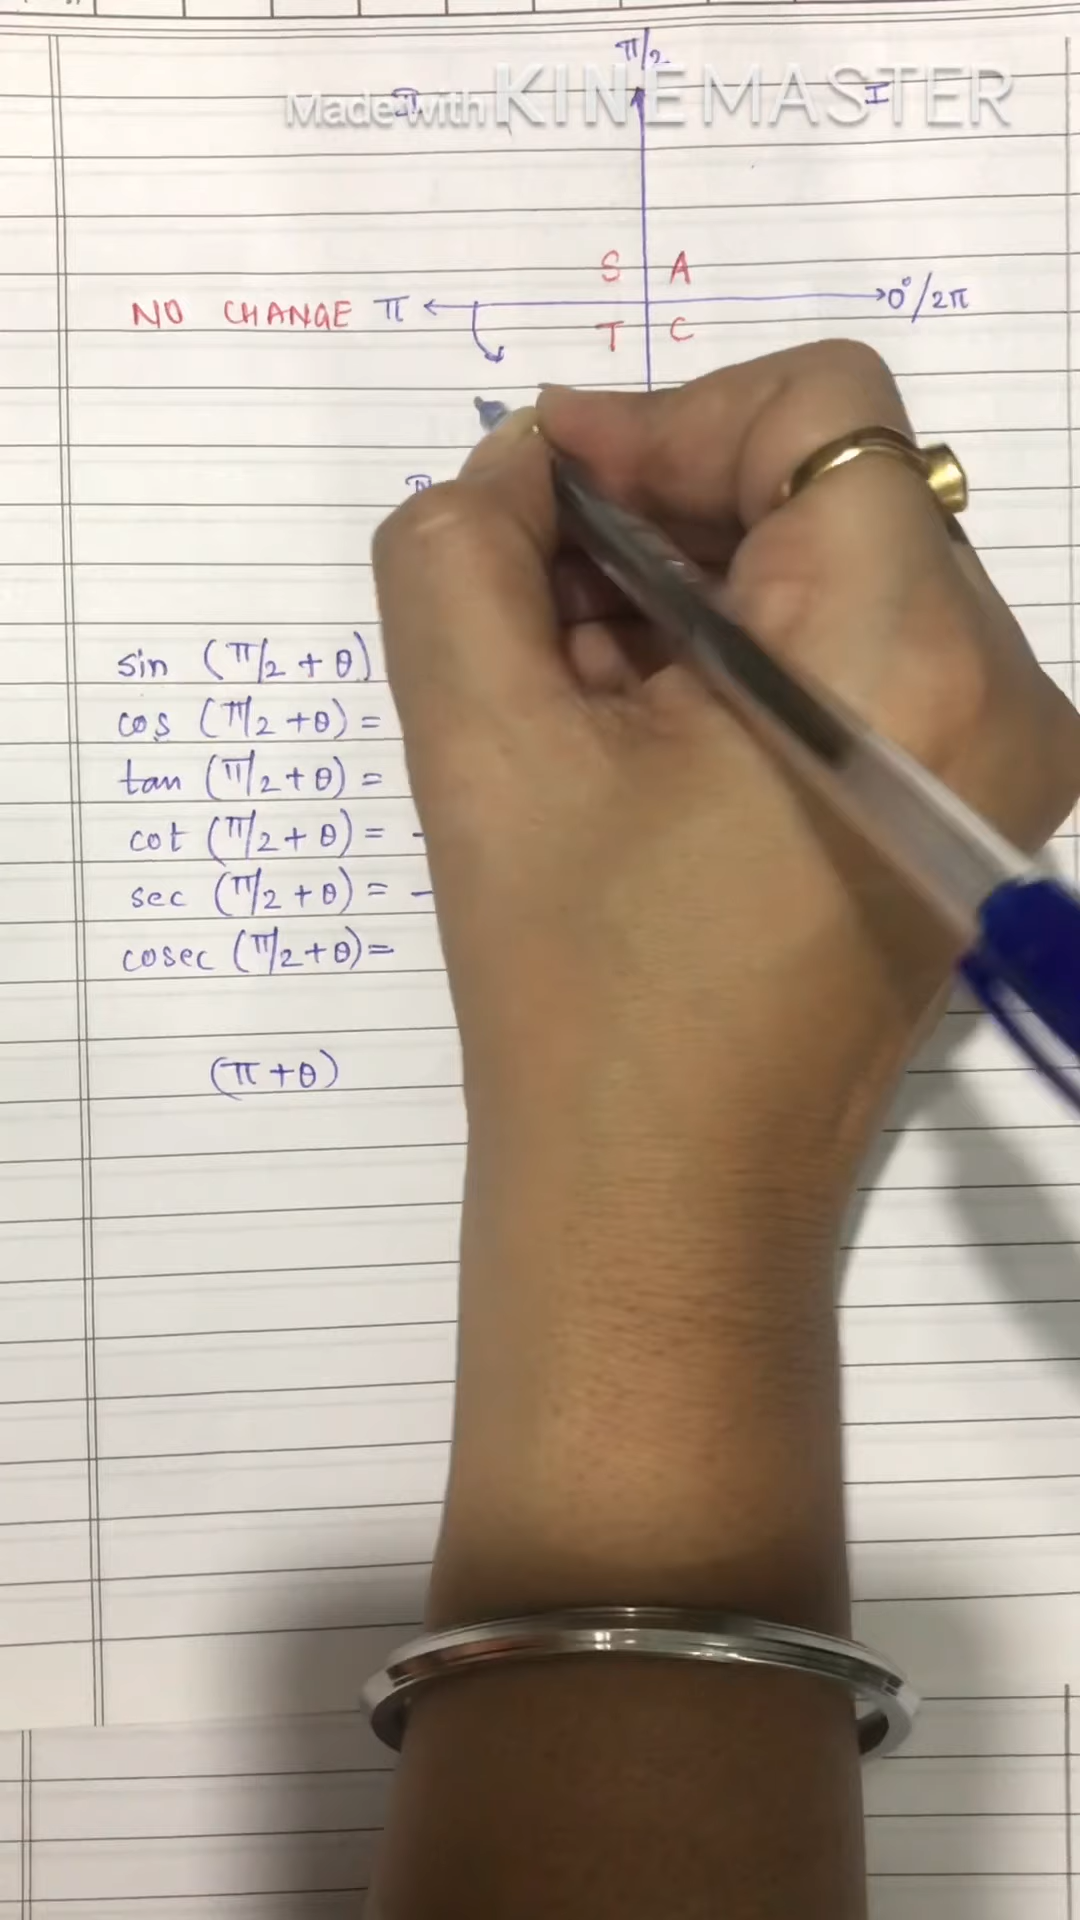 π/2
Made with KINEMASTER
II I
S A
NO CHANGE π 0°/2π
T C
sin (π/2 + θ)
cos (π/2 + θ) =
tan (π/2 + θ) =
cot (π/2 + θ) = -
sec (π/2 + θ) = -
cosec (π/2 + θ) =
(π + θ)